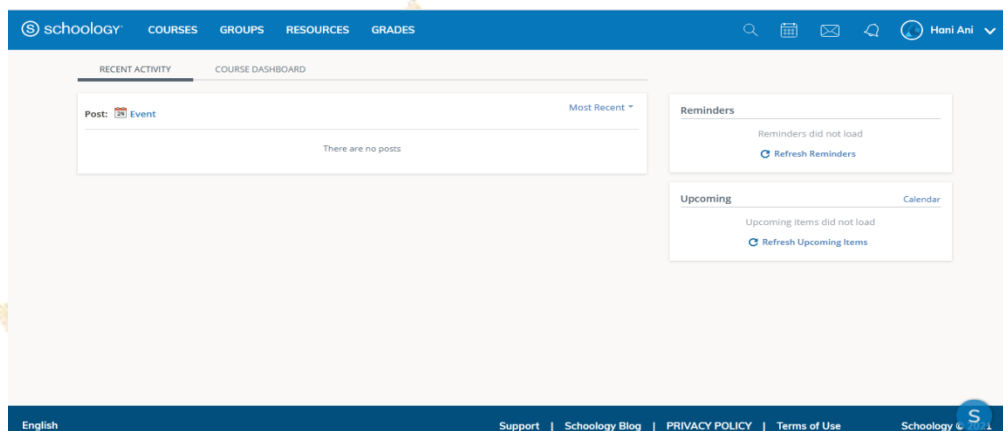 schoology COURSES GROUPS RESOURCES GRADES Hani Ani
RECENT ACTIVITY COURSE DASHBOARD
Post: Event Most Recent
There are no posts
Reminders
Reminders did not load
Refresh Reminders
Upcoming Calendar
Upcoming items did not load
Refresh Upcoming Items
English Support | Schoology Blog | PRIVACY POLICY | Terms of Use Schoology © 2021